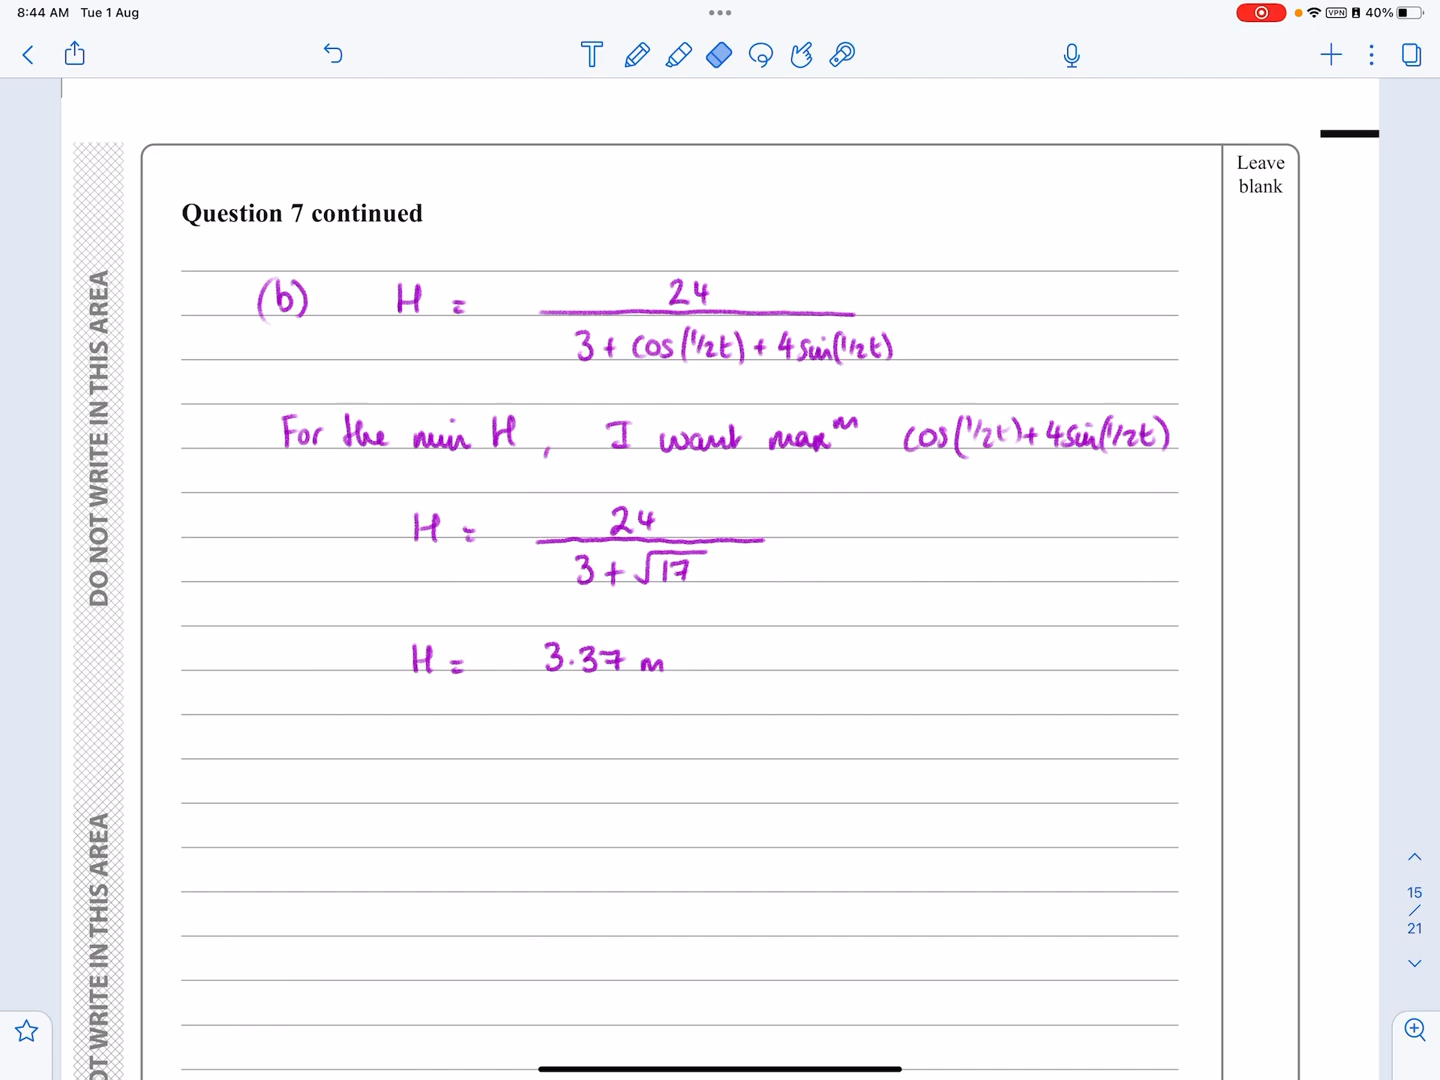 8:44 AM Tue 1 Aug
VPN 40%
Leave
blank
Question 7 continued
(b) H = 24
3 + cos(1/2t) + 4sin(1/2t)
For the min H, I want maxᵐ cos(1/2t) + 4sin(1/2t)
H = 24
3 + √17
H = 3.37 m
DO NOT WRITE IN THIS AREA
OT WRITE IN THIS AREA
15
/
21